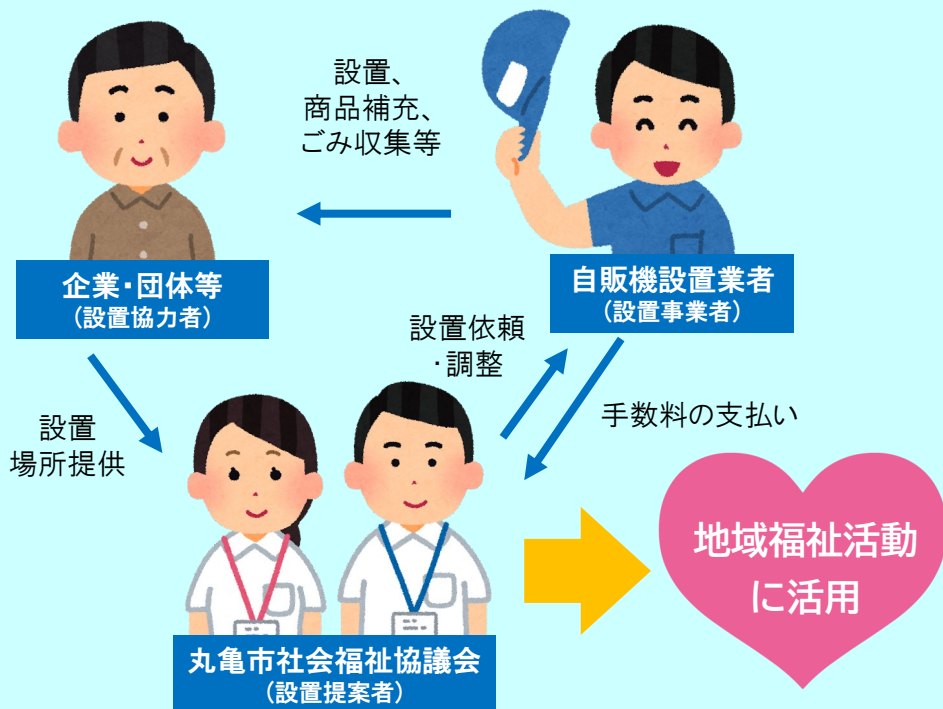 設置、
商品補充、
ごみ収集等
企業・団体等
（設置協力者）
自販機設置業者
（設置事業者）
設置依頼
・調整
手数料の支払い
設置
場所提供
地域福祉活動
に活用
丸亀市社会福祉協議会
（設置提案者）